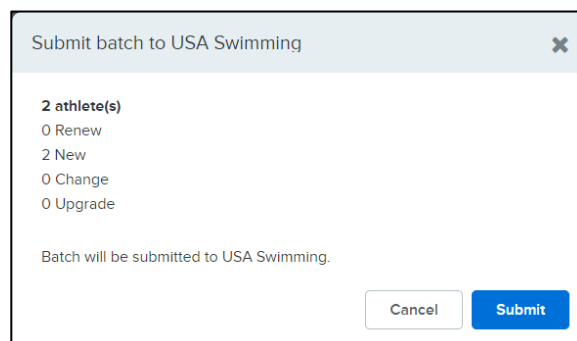 Submit batch to USA Swimming
2 athlete(s)
0 Renew
2 New
0 Change
0 Upgrade
Batch will be submitted to USA Swimming.
Cancel Submit